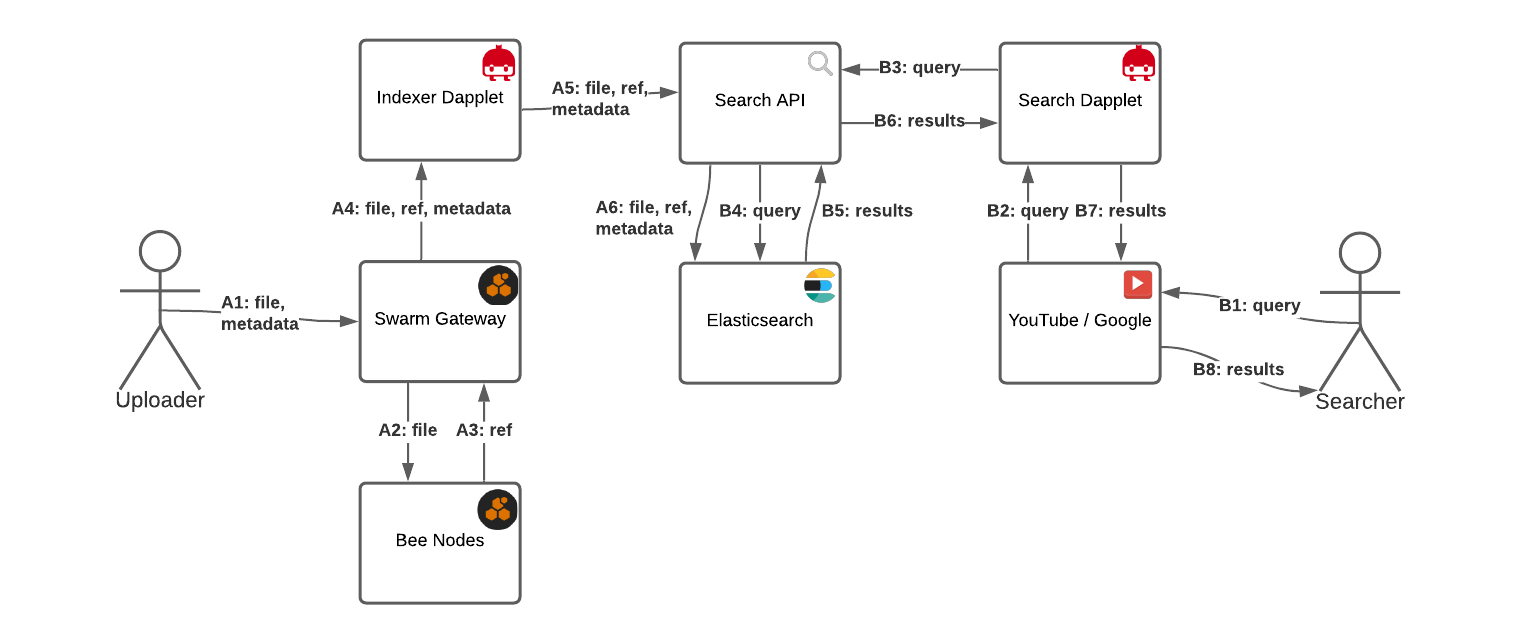 Indexer Dapplet
A5: file, ref,
metadata
Search API
B3: query
B6: results
Search Dapplet
A4: file, ref, metadata
A6: file, ref,
metadata
B4: query
B5: results
B2: query
B7: results
Uploader
A1: file,
metadata
Swarm Gateway
Elasticsearch
YouTube / Google
B1: query
B8: results
Searcher
A2: file
A3: ref
Bee Nodes